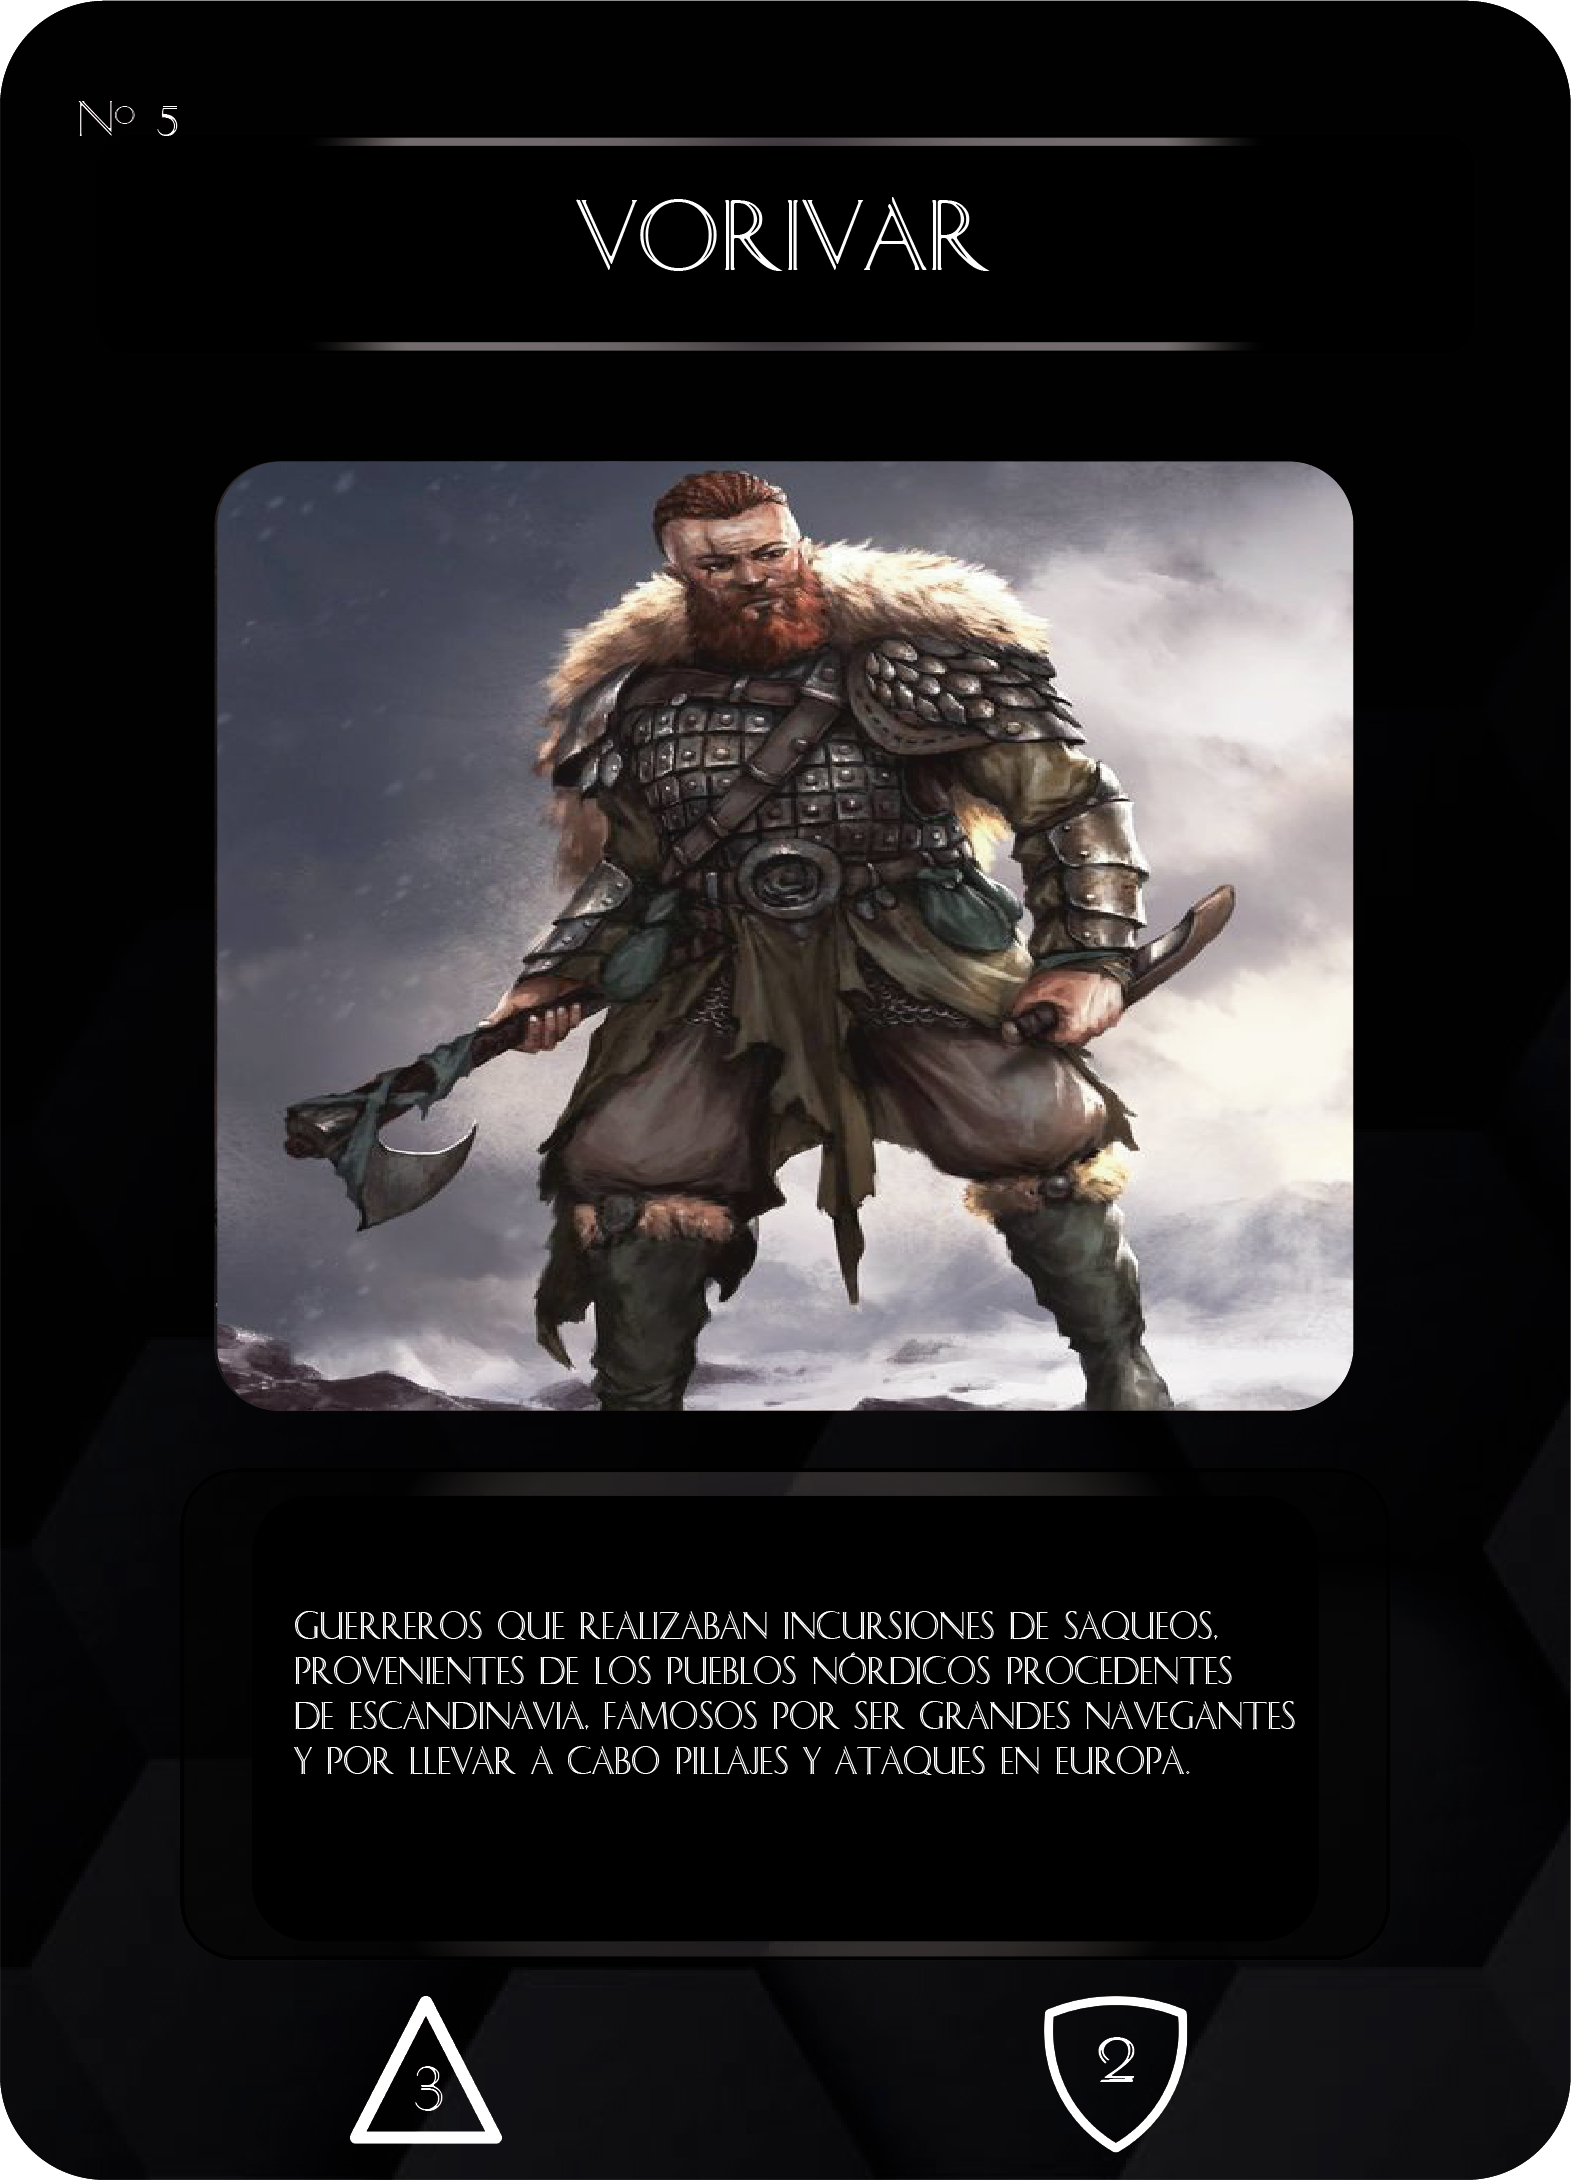 Nº 5
VORIVAR
GUERREROS QUE REALIZABAN INCURSIONES DE SAQUEOS,
PROVENIENTES DE LOS PUEBLOS NÓRDICOS PROCEDENTES
DE ESCANDINAVIA, FAMOSOS POR SER GRANDES NAVEGANTES
Y POR LLEVAR A CABO PILLAJES Y ATAQUES EN EUROPA.
3
2